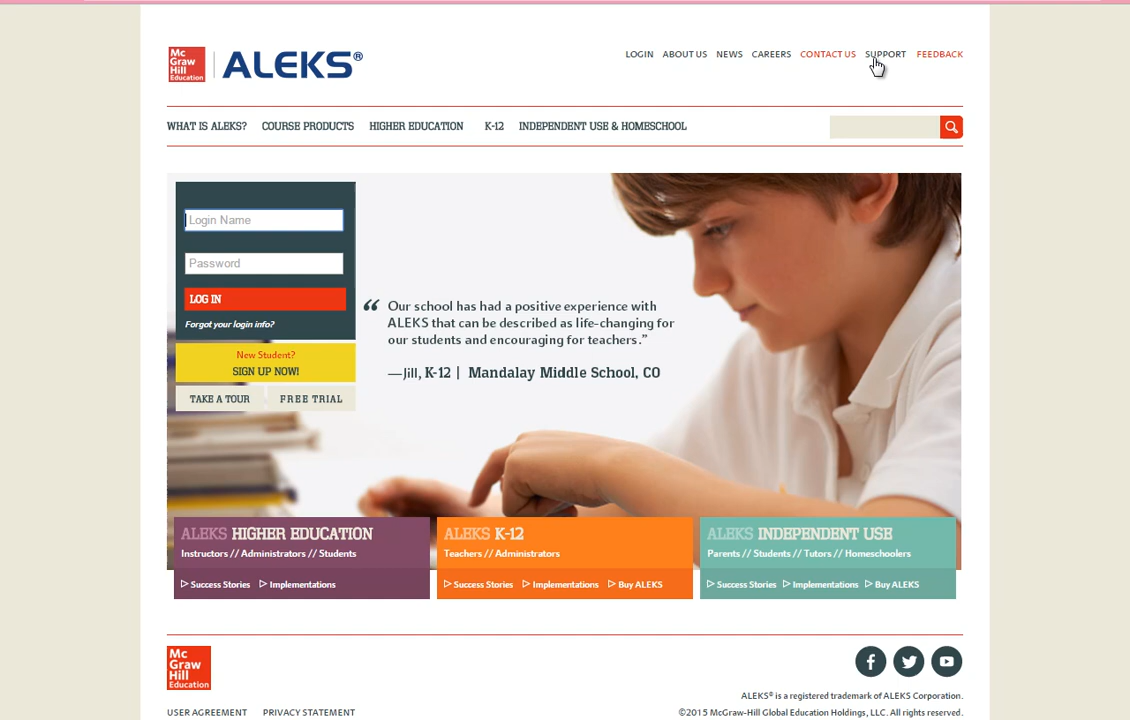 Mc
Graw
Hill
Education
ALEKS®
LOGIN ABOUT US NEWS CAREERS CONTACT US SUPPORT FEEDBACK
WHAT IS ALEKS? COURSE PRODUCTS HIGHER EDUCATION K-12 INDEPENDENT USE & HOMESCHOOL
Login Name
Password
LOG IN
Forgot your login info?
New Student?
SIGN UP NOW!
TAKE A TOUR FREE TRIAL
“ Our school has had a positive experience with
ALEKS that can be described as life-changing for
our students and encouraging for teachers.”
—Jill, K-12 | Mandalay Middle School, CO
ALEKS HIGHER EDUCATION
Instructors // Administrators // Students
Success Stories Implementations
ALEKS K-12
Teachers // Administrators
Success Stories Implementations Buy ALEKS
ALEKS INDEPENDENT USE
Parents // Students // Tutors // Homeschoolers
Success Stories Implementations Buy ALEKS
Mc
Graw
Hill
Education
ALEKS® is a registered trademark of ALEKS Corporation.
USER AGREEMENT PRIVACY STATEMENT
©2015 McGraw-Hill Global Education Holdings, LLC. All rights reserved.